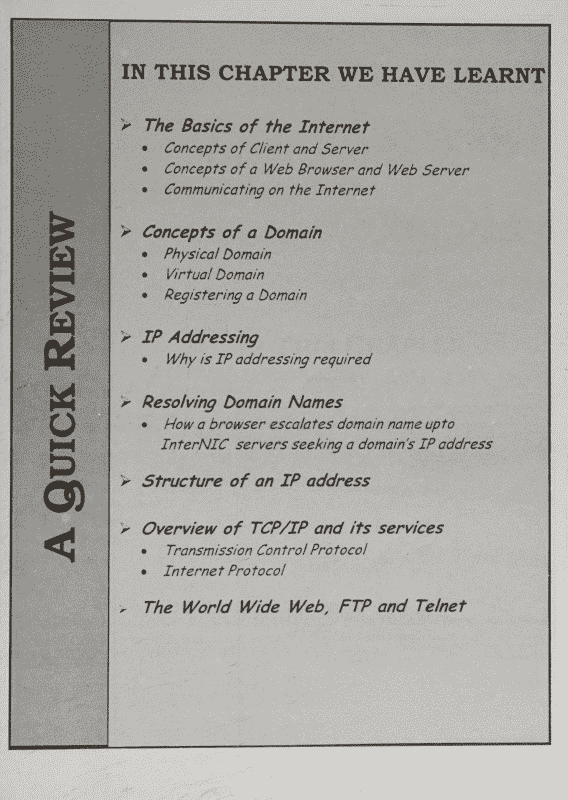 A QUICK REVIEW
IN THIS CHAPTER WE HAVE LEARNT
➢ The Basics of the Internet
• Concepts of Client and Server
• Concepts of a Web Browser and Web Server
• Communicating on the Internet
➢ Concepts of a Domain
• Physical Domain
• Virtual Domain
• Registering a Domain
➢ IP Addressing
• Why is IP addressing required
➢ Resolving Domain Names
• How a browser escalates domain name upto
InterNIC servers seeking a domain's IP address
➢ Structure of an IP address
➢ Overview of TCP/IP and its services
• Transmission Control Protocol
• Internet Protocol
➢ The World Wide Web, FTP and Telnet